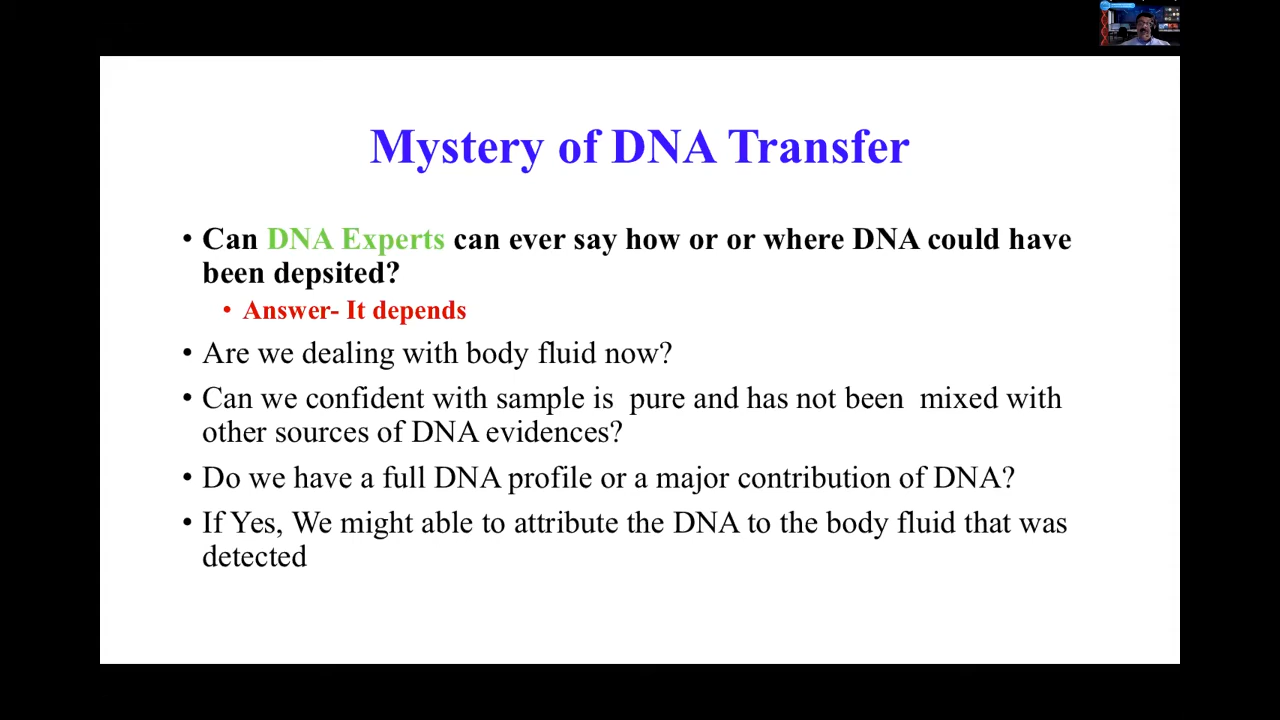 Mystery of DNA Transfer
• Can DNA Experts can ever say how or or where DNA could have
been depsited?
• Answer- It depends
• Are we dealing with body fluid now?
• Can we confident with sample is  pure and has not been  mixed with
other sources of DNA evidences?
• Do we have a full DNA profile or a major contribution of DNA?
• If Yes, We might able to attribute the DNA to the body fluid that was
detected